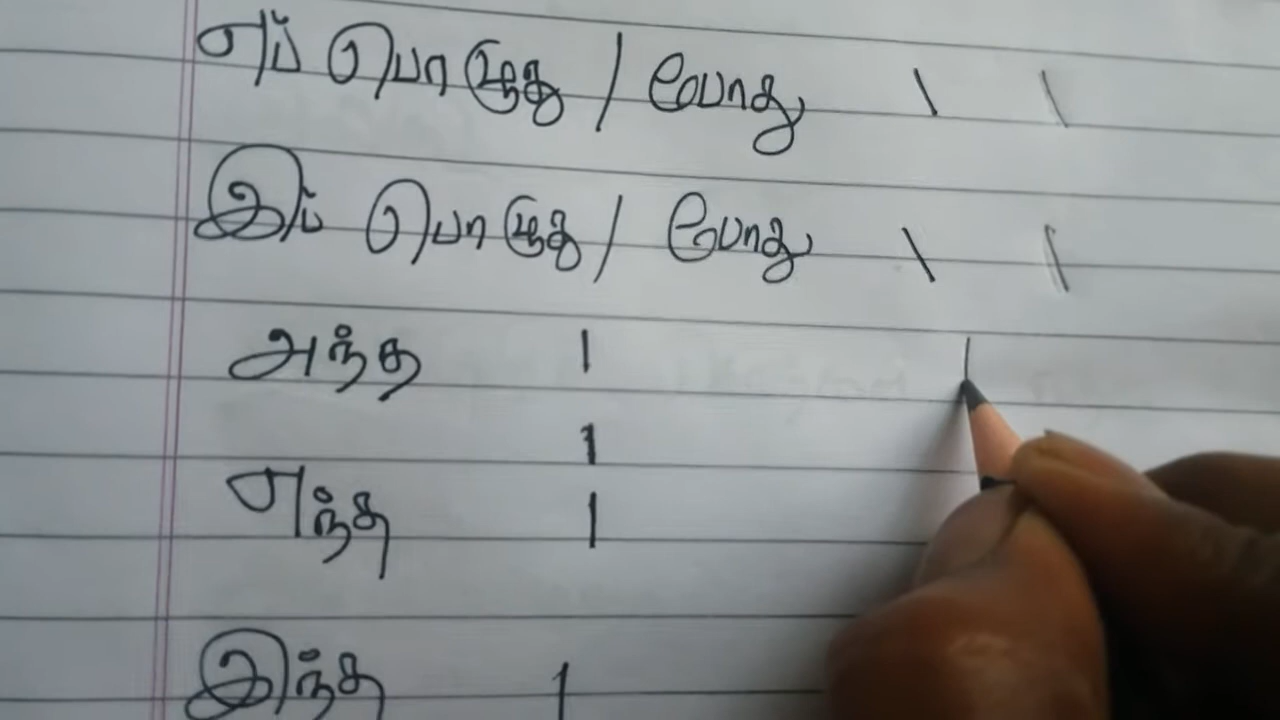 எப் பொழுது / போது \ \
இப் பொழுது / போது \ \
அந்த | |
|
எந்த |
இந்த |